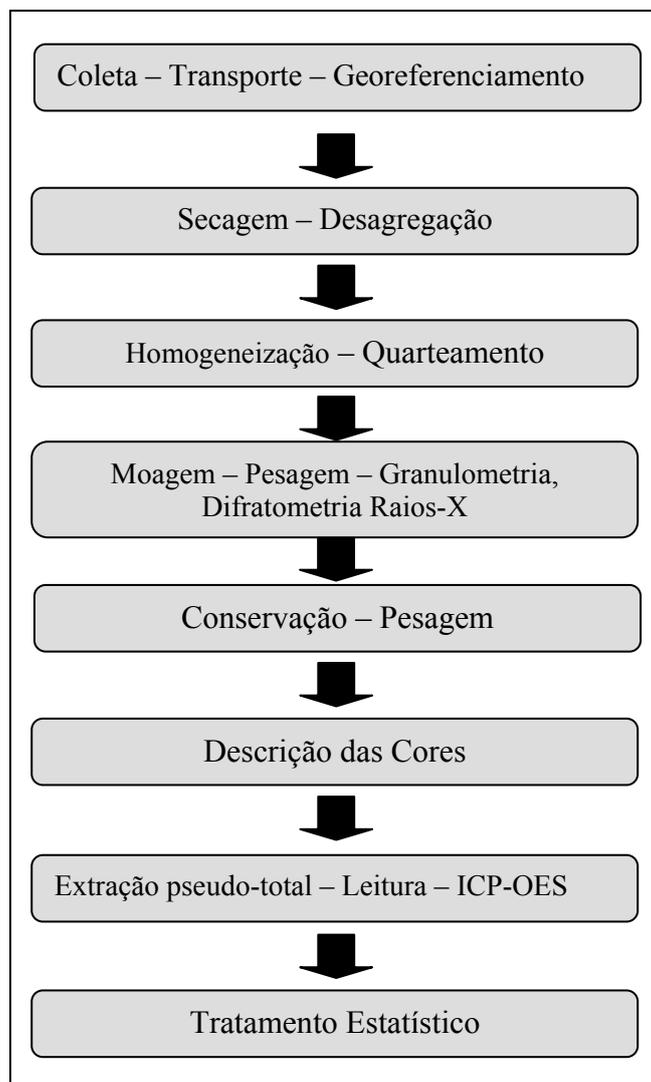 Coleta – Transporte – Georeferenciamento
Secagem – Desagregação
Homogeneização – Quarteamento
Moagem – Pesagem – Granulometria,
Difratometria Raios-X
Conservação – Pesagem
Descrição das Cores
Extração pseudo-total – Leitura – ICP-OES
Tratamento Estatístico